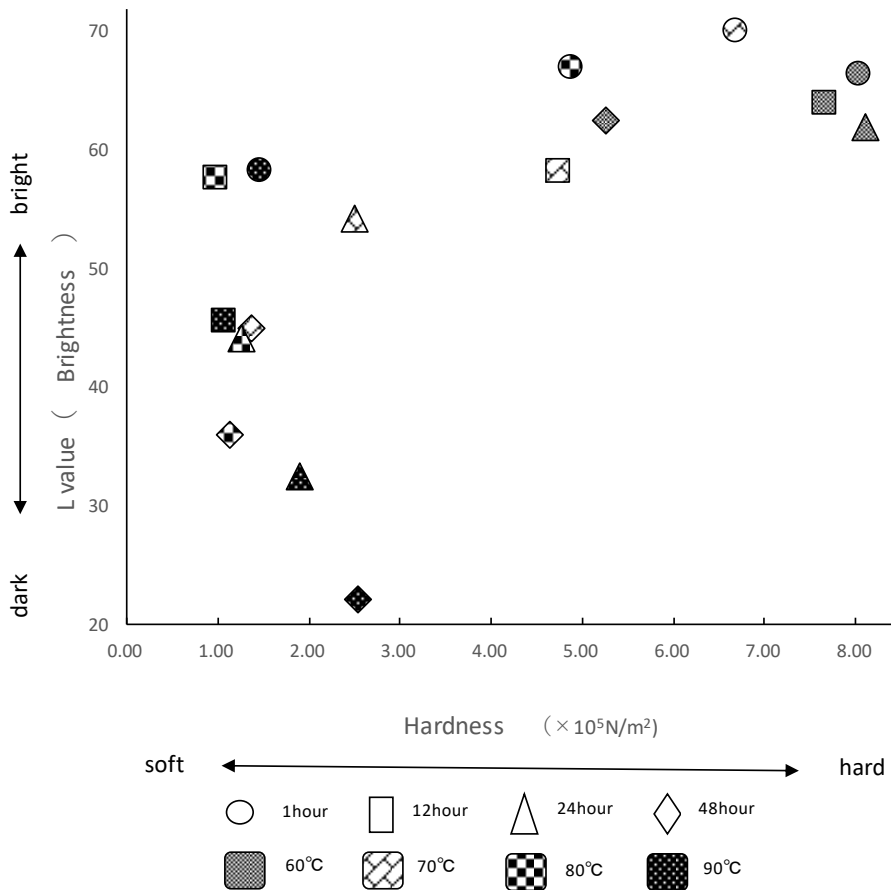 70
60
50
40
30
20
bright
dark
L value ( Brightness )
0.00 1.00 2.00 3.00 4.00 5.00 6.00 7.00 8.00
Hardness （×10⁵N/m²)
soft hard
1hour 12hour 24hour 48hour
60℃ 70℃ 80℃ 90℃